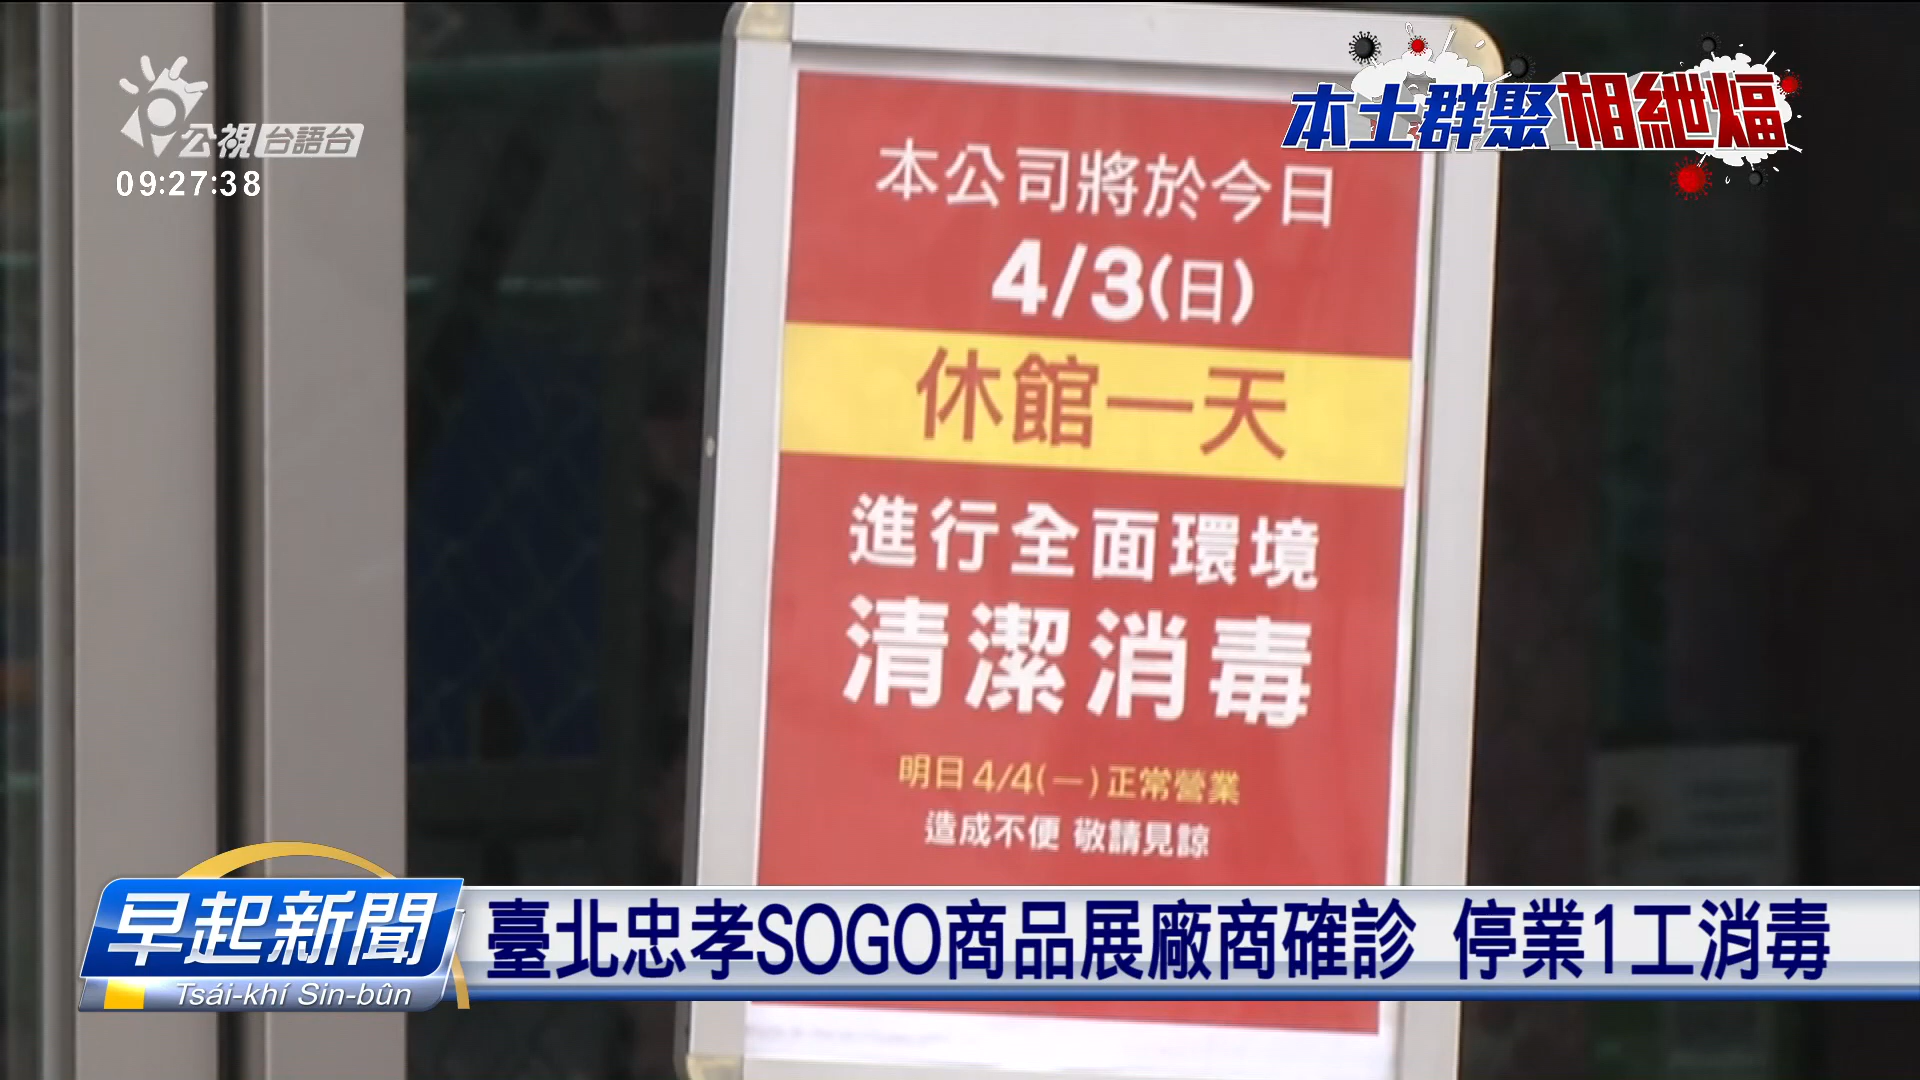 公視台語台
09:27:38
本土群聚相紲煏
本公司將於今日
4/3(日)
休館一天
進行全面環境
清潔消毒
明日4/4(一)正常營業
造成不便 敬請見諒
早起新聞
Tsái-khí Sin-bûn
臺北忠孝SOGO商品展廠商確診 停業1工消毒